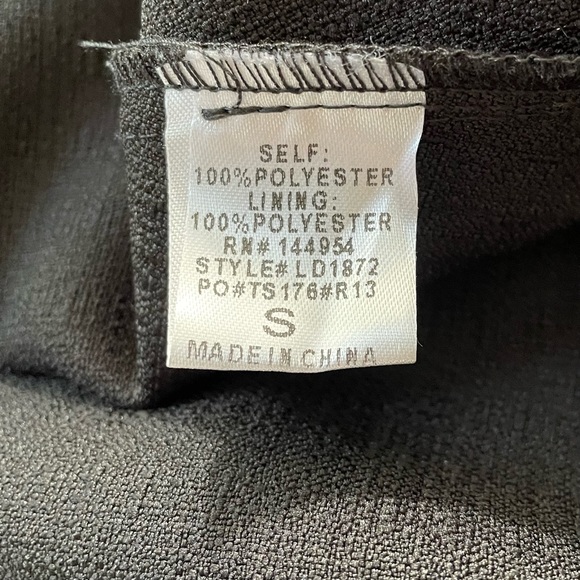 SELF:
100%POLYESTER
LINING:
100%POLYESTER
RN# 144954
STYLE# LD1872
PO#TS176#R13
S
MADE IN CHINA